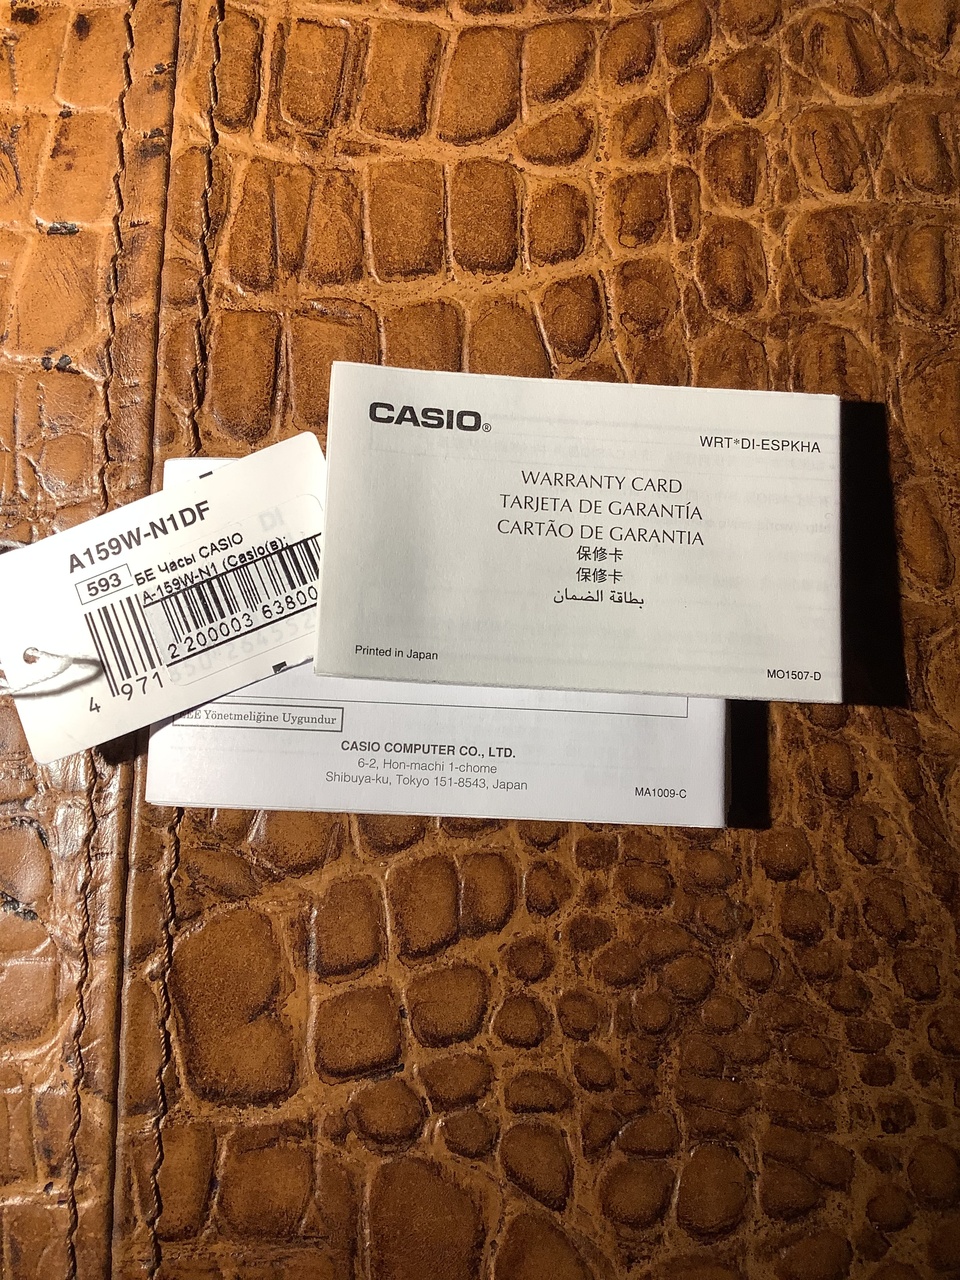 CASIO®
WRT*DI-ESPKHA
WARRANTY CARD
TARJETA DE GARANTÍA
CARTÃO DE GARANTIA
保修卡
保修卡
بطاقة الضمان
Printed in Japan
MO1507-D
A159W-N1DF
593 БЕ Часы CASIO
A-159W-N1 (Casio(в):
2 200003 63800
4 971
Yönetmeliğine Uygundur
CASIO COMPUTER CO., LTD.
6-2, Hon-machi 1-chome
Shibuya-ku, Tokyo 151-8543, Japan
MA1009-C